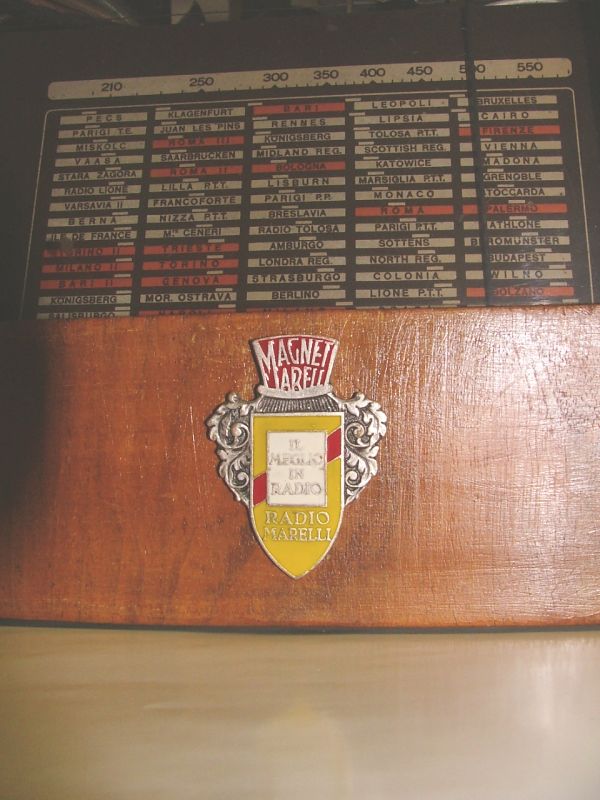 210 250 300 350 400 450 500 550
PECS
PARIGI T.E.
MISKOLC
VAASA
STARA ZAGORA
RADIO LIONE
VARSAVIA II
BERNA
ILE DE FRANCE
TORINO II
MILANO II
BARI II
KÖNIGSBERG
KLAGENFURT
JUAN LES PINS
ROMA III
SAARBRUCKEN
ROMA II
LILLA P.T.T.
FRANCOFORTE
NIZZA P.T.T.
Mte CENERI
TRIESTE
TORINO
GENOVA
MOR. OSTRAVA
BARI
RENNES
KÖNIGSBERG
MIDLAND REG.
BOLOGNA
LISBURN
PARIGI P.P.
BRESLAVIA
RADIO TOLOSA
AMBURGO
LONDRA REG.
STRASBURGO
BERLINO
LEOPOLI
LIPSIA
TOLOSA P.T.T.
SCOTTISH REG.
KATOWICE
MARSIGLIA P.T.T.
MONACO
ROMA
PARIGI P.T.T.
SOTTENS
NORTH REG.
COLONIA
LIONE P.T.T.
BRUXELLES
CAIRO
FIRENZE
VIENNA
MADONA
GRENOBLE
STOCCARDA
PALERMO
ATHLONE
BEROMÜNSTER
BUDAPEST
WILNO
BOLZANO
MAGNETI
MARELLI
IL
MEGLIO
IN
RADIO
RADIO
MARELLI